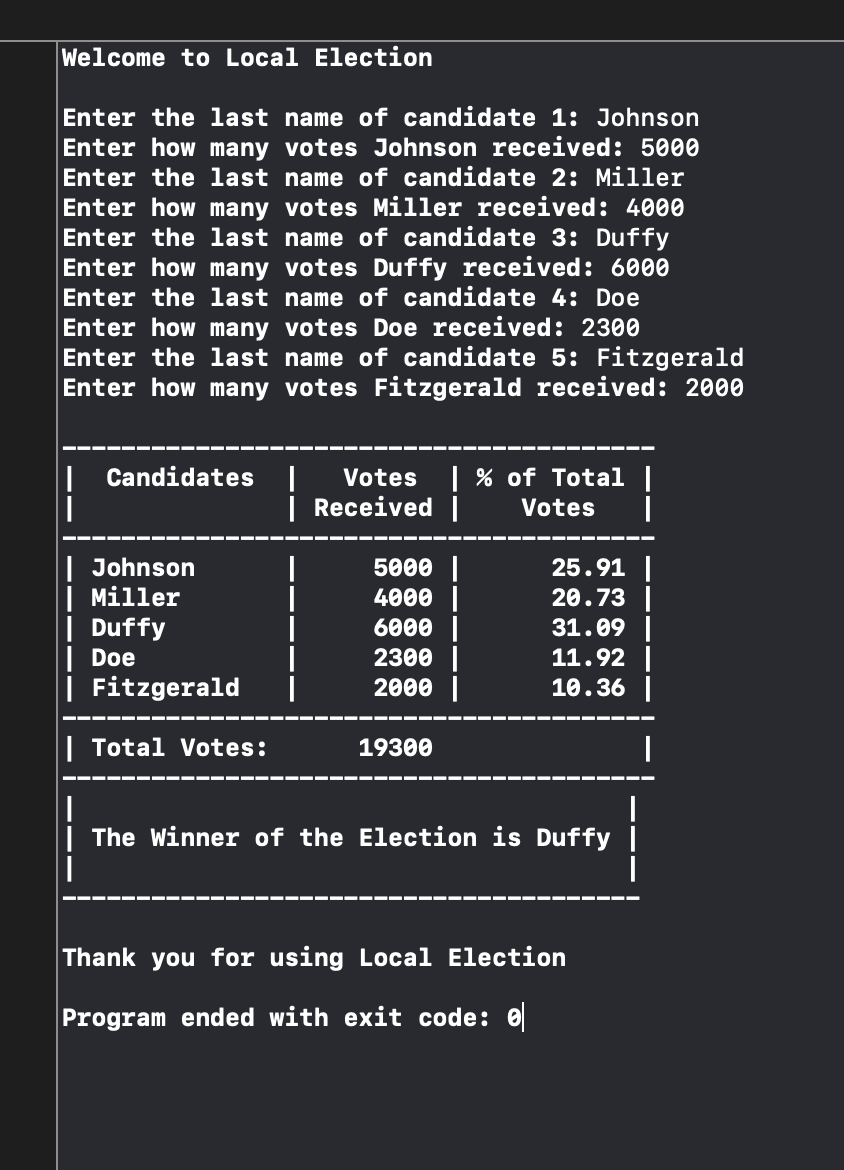 Welcome to Local Election

Enter the last name of candidate 1: Johnson
Enter how many votes Johnson received: 5000
Enter the last name of candidate 2: Miller
Enter how many votes Miller received: 4000
Enter the last name of candidate 3: Duffy
Enter how many votes Duffy received: 6000
Enter the last name of candidate 4: Doe
Enter how many votes Doe received: 2300
Enter the last name of candidate 5: Fitzgerald
Enter how many votes Fitzgerald received: 2000

----------------------------------------
|  Candidates  |   Votes  | % of Total |
|              | Received |    Votes   |
----------------------------------------
| Johnson      |     5000 |      25.91 |
| Miller       |     4000 |      20.73 |
| Duffy        |     6000 |      31.09 |
| Doe          |     2300 |      11.92 |
| Fitzgerald   |     2000 |      10.36 |
----------------------------------------
| Total Votes:      19300              |
----------------------------------------
|                                     |
| The Winner of the Election is Duffy |
|                                     |
---------------------------------------

Thank you for using Local Election

Program ended with exit code: 0